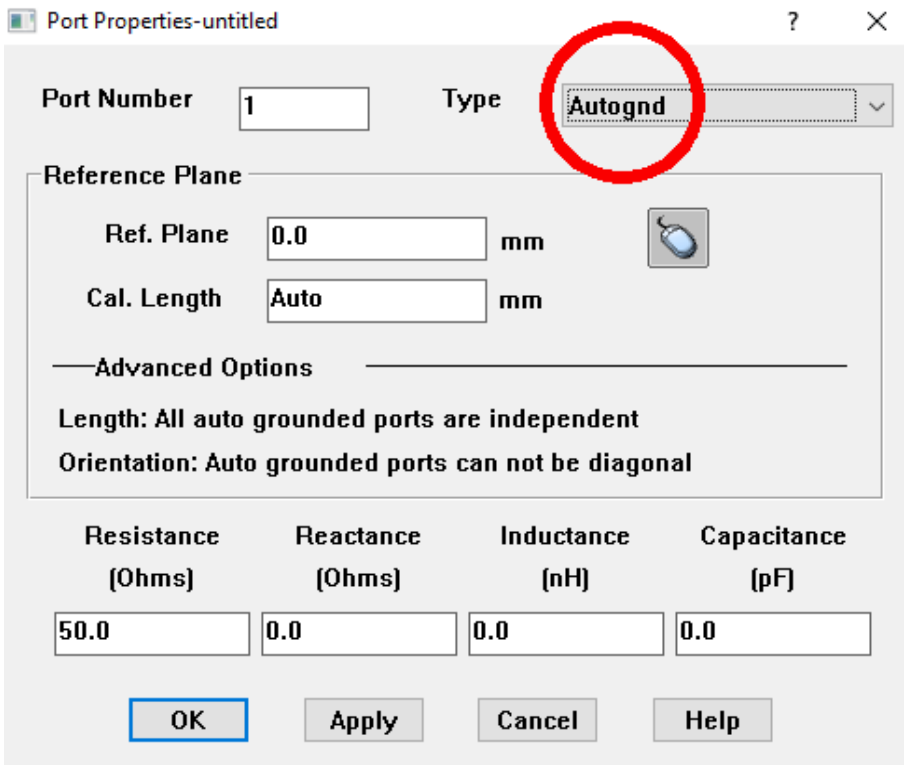 Port Properties-untitled ?
Port Number 1 Type Autognd
Reference Plane
Ref. Plane 0.0 mm
Cal. Length Auto mm
Advanced Options
Length: All auto grounded ports are independent
Orientation: Auto grounded ports can not be diagonal
Resistance Reactance Inductance Capacitance
(Ohms) (Ohms) (nH) (pF)
50.0 0.0 0.0 0.0
OK Apply Cancel Help